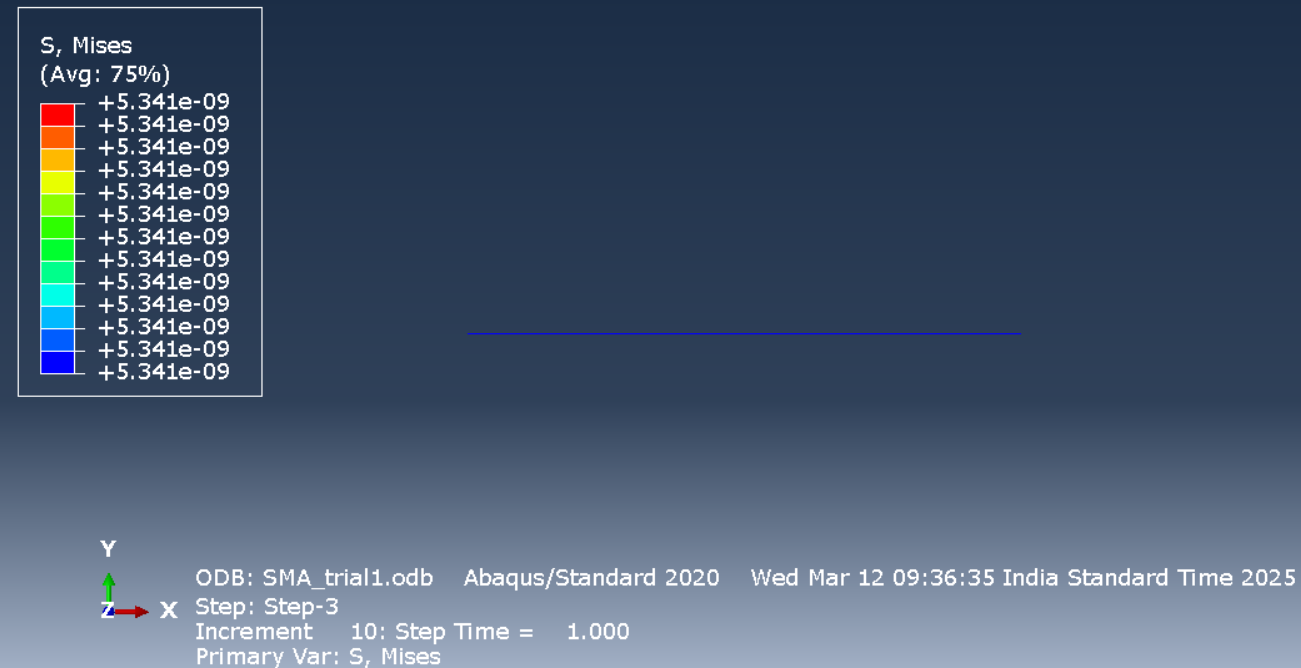 S, Mises
(Avg: 75%)
+5.341e-09
+5.341e-09
+5.341e-09
+5.341e-09
+5.341e-09
+5.341e-09
+5.341e-09
+5.341e-09
+5.341e-09
+5.341e-09
+5.341e-09
+5.341e-09
+5.341e-09
Y
Z X
ODB: SMA_trial1.odb Abaqus/Standard 2020 Wed Mar 12 09:36:35 India Standard Time 2025
Step: Step-3
Increment 10: Step Time = 1.000
Primary Var: S, Mises